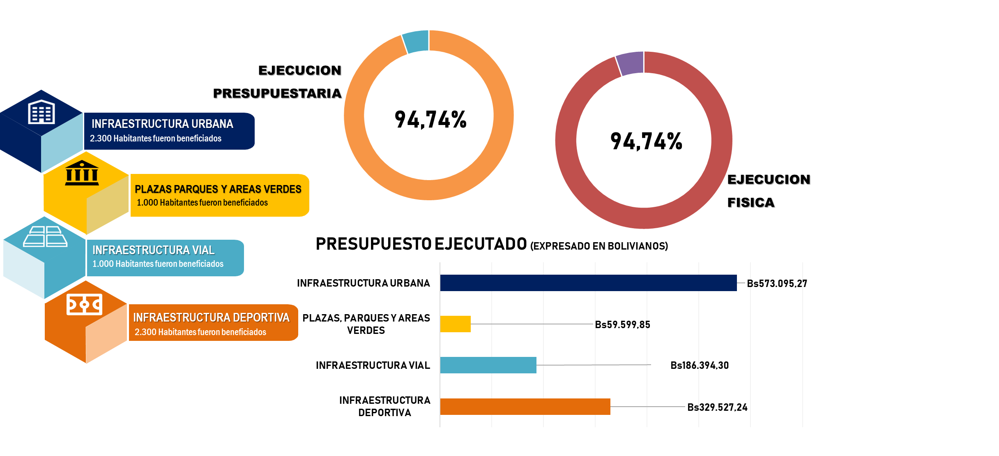 EJECUCION
PRESUPUESTARIA
94,74%
94,74%
EJECUCION
FISICA
INFRAESTRUCTURA URBANA
2.300 Habitantes fueron beneficiados
PLAZAS PARQUES Y AREAS VERDES
1.000 Habitantes fueron beneficiados
INFRAESTRUCTURA VIAL
1.000 Habitantes fueron beneficiados
INFRAESTRUCTURA DEPORTIVA
2.300 Habitantes fueron beneficiados
PRESUPUESTO EJECUTADO (EXPRESADO EN BOLIVIANOS)
INFRAESTRUCTURA URBANA Bs573.095,27
PLAZAS, PARQUES Y AREAS
VERDES Bs59.599,85
INFRAESTRUCTURA VIAL Bs186.394,30
INFRAESTRUCTURA
DEPORTIVA Bs329.527,24